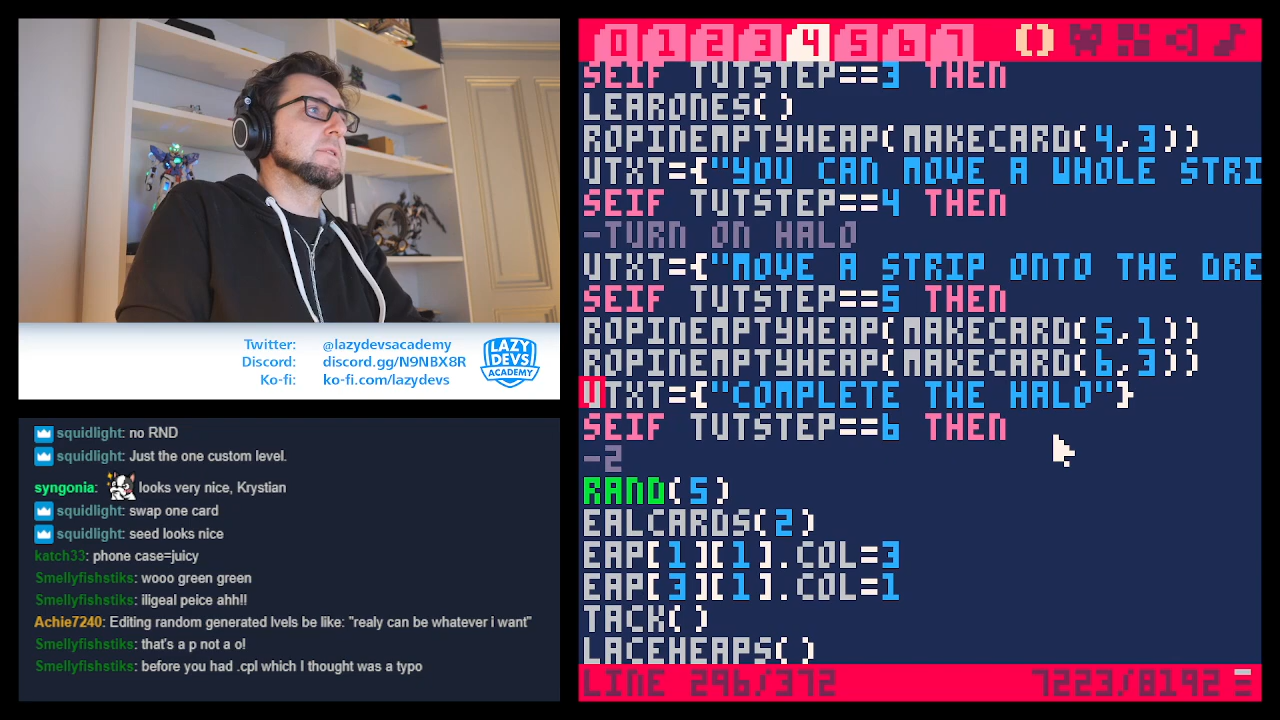 Twitter: @lazydevsacademy
Discord: discord.gg/N9NBX8R
Ko-fi: ko-fi.com/lazydevs
LAZY
DEVS
ACADEMY
squidlight: no RND
squidlight: Just the one custom level.
syngonia: looks very nice, Krystian
squidlight: swap one card
squidlight: seed looks nice
katch33: phone case=juicy
Smellyfishstiks: wooo green green
Smellyfishstiks: iligeal peice ahh!!
Achie7240: Editing random generated lvels be like: "realy can be whatever i want"
Smellyfishstiks: that's a p not a o!
Smellyfishstiks: before you had .cpl which I thought was a typo
0 1 2 3 4 5 6 7 ()
SEIF TUTSTEP==3 THEN
LEARONES()
ROPINEMPTYHEAP(MAKECARD(4,3))
UTXT={"YOU CAN MOVE A WHOLE STRI
SEIF TUTSTEP==4 THEN
-TURN ON HALO
UTXT={"MOVE A STRIP ONTO THE ORE
SEIF TUTSTEP==5 THEN
ROPINEMPTYHEAP(MAKECARD(5,1))
ROPINEMPTYHEAP(MAKECARD(6,3))
UTXT={"COMPLETE THE HALO"}
SEIF TUTSTEP==6 THEN
-2
RAND(5)
EALCARDS(2)
EAP[1][1].COL=3
EAP[3][1].COL=1
TACK()
LACEHEAPS()
LINE 296/372 7223/8192